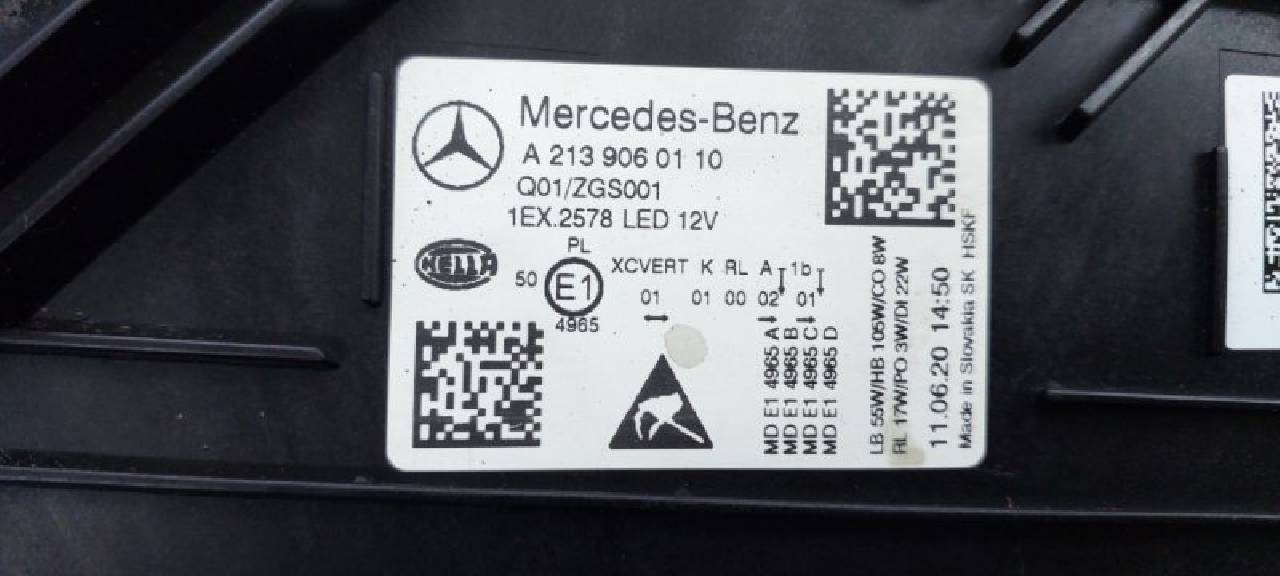 Mercedes-Benz
A 213 906 01 10
Q01/ZGS001
1EX.2578 LED 12V
HELLA
PL
50 E1 XCVERT K RL A 1b
01 01 00 02 01
4965
MD E1 4965 A
MD E1 4965 B
MD E1 4965 C
MD E1 4965 D
LB 55W/HB 105W/CO 8W
RL 17W/PO 3W/DI 22W
11.06.20 14:50
Made in Slovakia SK HSKF